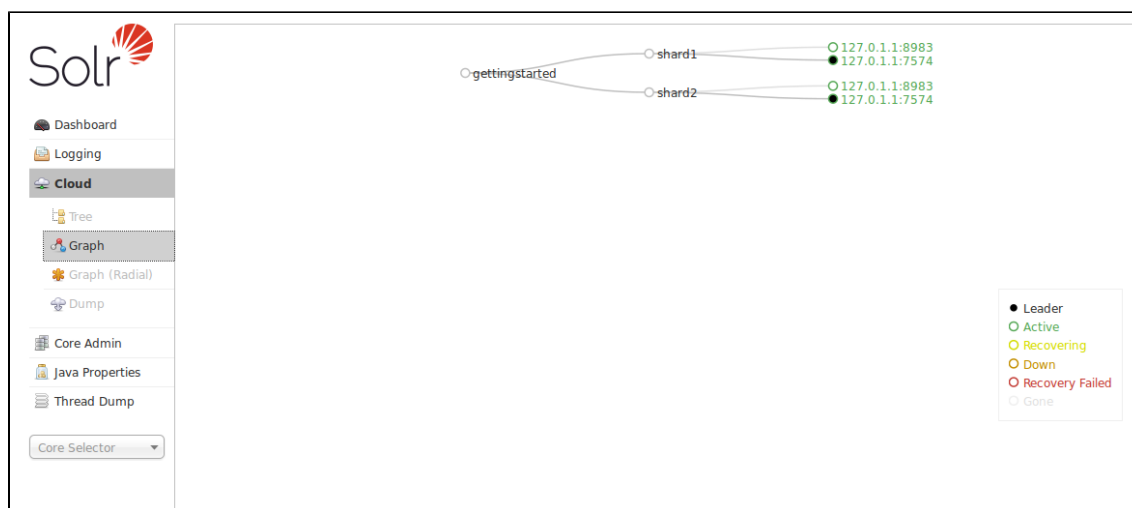 Solr
Dashboard
Logging
Cloud
Tree
Graph
Graph (Radial)
Dump
Core Admin
Java Properties
Thread Dump
Core Selector
gettingstarted
shard1
127.0.1.1:8983
127.0.1.1:7574
shard2
127.0.1.1:8983
127.0.1.1:7574
Leader
Active
Recovering
Down
Recovery Failed
Gone